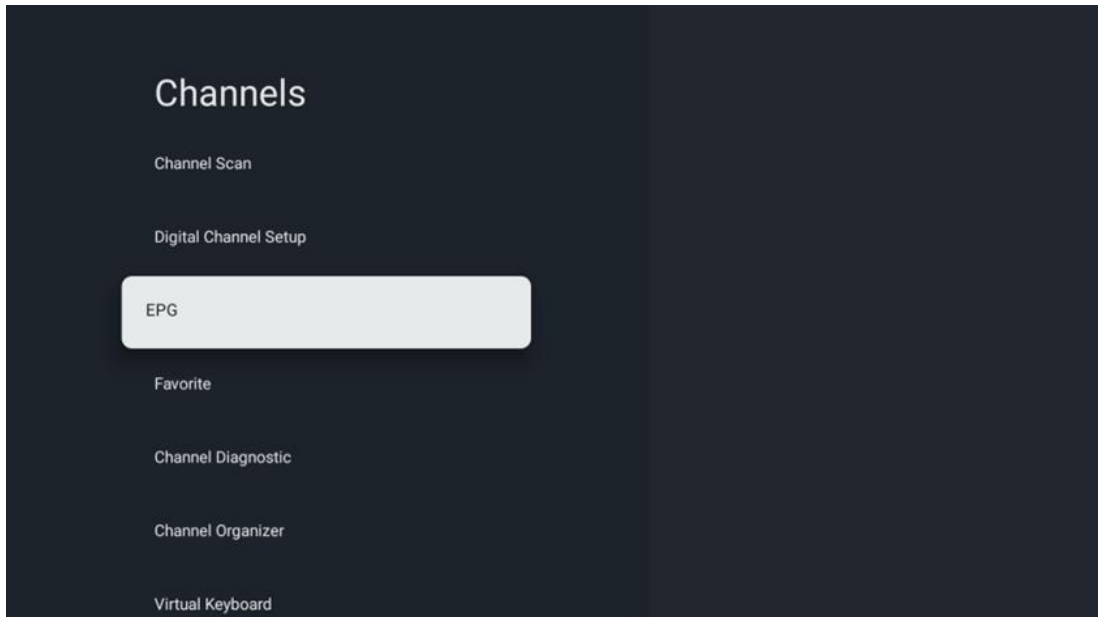 Channels
Channel Scan
Digital Channel Setup
EPG
Favorite
Channel Diagnostic
Channel Organizer
Virtual Keyboard